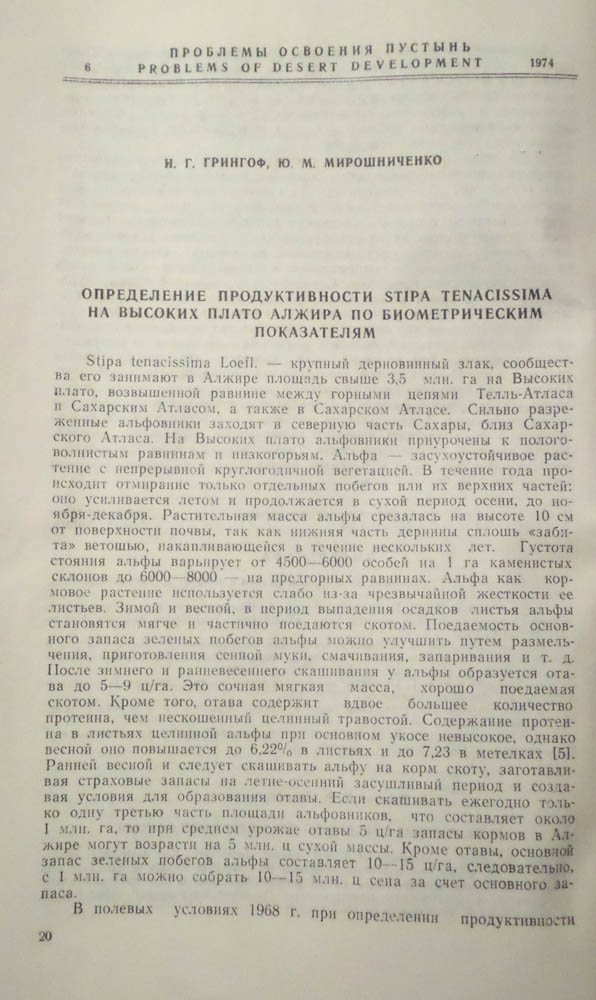 ПРОБЛЕМЫ ОСВОЕНИЯ ПУСТЫНЬ
6 PROBLEMS OF DESERT DEVELOPMENT 1974
И. Г. ГРИНГОФ, Ю. М. МИРОШНИЧЕНКО
ОПРЕДЕЛЕНИЕ ПРОДУКТИВНОСТИ STIPA TENACISSIMA
НА ВЫСОКИХ ПЛАТО АЛЖИРА ПО БИОМЕТРИЧЕСКИМ
ПОКАЗАТЕЛЯМ
Stipa tenacissima Loefl. — крупный дерновинный злак, сообщест-
ва его занимают в Алжире площадь свыше 3,5 млн. га на Высоких
плато, возвышенной равнине между горными цепями Телль-Атласа
и Сахарским Атласом, а также в Сахарском Атласе. Сильно разре-
женные альфовники заходят в северную часть Сахары, близ Сахар-
ского Атласа. На Высоких плато альфовники приурочены к полого-
волнистым равнинам и низкогорьям. Альфа — засухоустойчивое рас-
тение с непрерывной круглогодичной вегетацией. В течение года про-
исходит отмирание только отдельных побегов или их верхних частей:
оно усиливается летом и продолжается в сухой период осени, до но-
ября-декабря. Растительная масса альфы срезалась на высоте 10 см
от поверхности почвы, так как нижняя часть дернины сплошь «заби-
та» ветошью, накапливающейся в течение нескольких лет. Густота
стояния альфы варьирует от 4500—6000 особей на 1 га каменистых
склонов до 6000—8000 — на предгорных равнинах. Альфа как кор-
мовое растение используется слабо из-за чрезвычайной жесткости ее
листьев. Зимой и весной, в период выпадения осадков листья альфы
становятся мягче и частично поедаются скотом. Поедаемость основ-
ного запаса зеленых побегов альфы можно улучшить путем размель-
чения, приготовления сенной муки, смачивания, запаривания и т. д.
После зимнего и ранневесеннего скашивания у альфы образуется ота-
ва до 5—9 ц/га. Это сочная мягкая масса, хорошо поедаемая
скотом. Кроме того, отава содержит вдвое большее количество
протеина, чем нескошенный целинный травостой. Содержание протеи-
на в листьях целинной альфы при основном укосе невысокое, однако
весной оно повышается до 6,22% в листьях и до 7,23 в метелках [5].
Ранней весной и следует скашивать альфу на корм скоту, заготавли-
вая страховые запасы на летне-осенний засушливый период и созда-
вая условия для образования отавы. Если скашивать ежегодно толь-
ко одну третью часть площади альфовников, что составляет около
1 млн. га, то при среднем урожае отавы 5 ц/га запасы кормов в Ал-
жире могут возрасти на 5 млн. ц сухой массы. Кроме отавы, основной
запас зеленых побегов альфы составляет 10—15 ц/га, следовательно,
с 1 млн. га можно собрать 10—15 млн. ц сена за счет основного за-
паса.
В полевых условиях 1968 г. при определении продуктивности
20